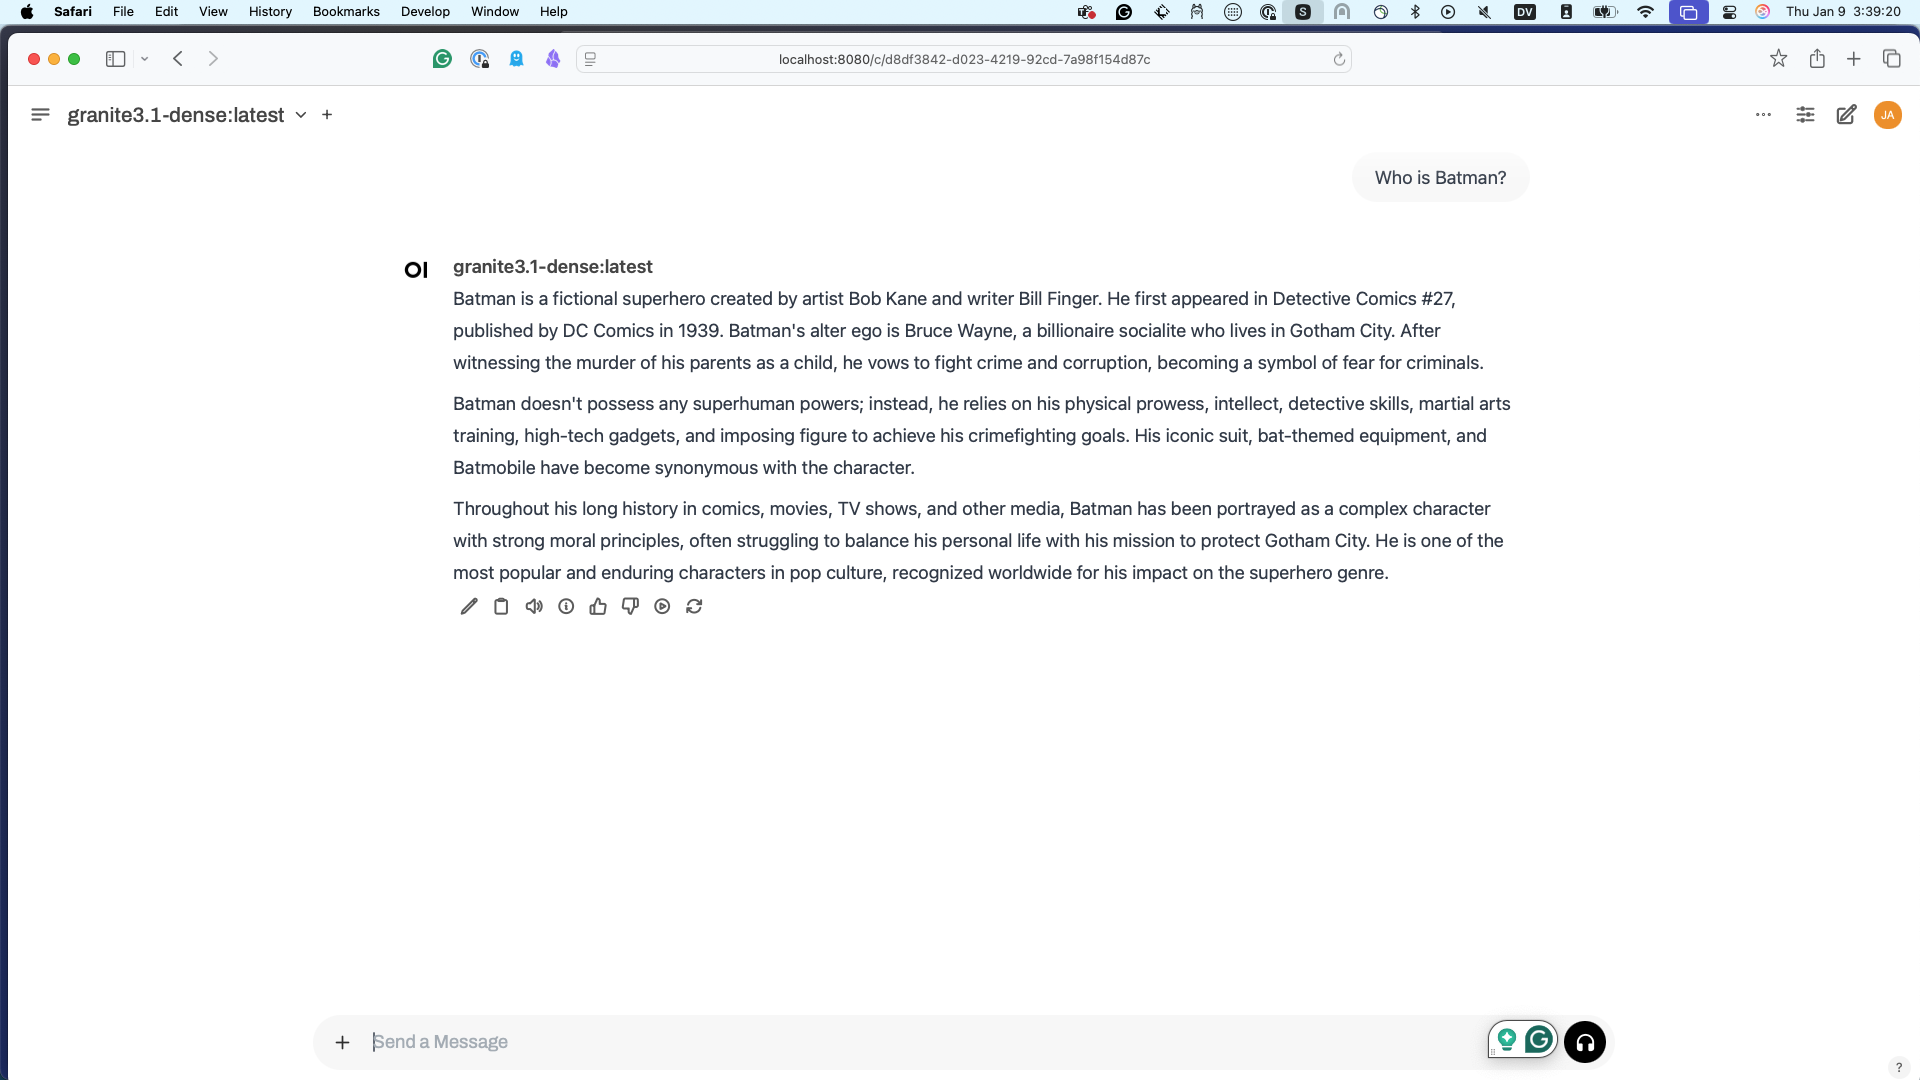 Safari File Edit View History Bookmarks Develop Window Help S DV Thu Jan 9 3:39:20
localhost:8080/c/d8df3842-d023-4219-92cd-7a98f154d87c
granite3.1-dense:latest
JA
Who is Batman?
OI granite3.1-dense:latest
Batman is a fictional superhero created by artist Bob Kane and writer Bill Finger. He first appeared in Detective Comics #27,
published by DC Comics in 1939. Batman's alter ego is Bruce Wayne, a billionaire socialite who lives in Gotham City. After
witnessing the murder of his parents as a child, he vows to fight crime and corruption, becoming a symbol of fear for criminals.
Batman doesn't possess any superhuman powers; instead, he relies on his physical prowess, intellect, detective skills, martial arts
training, high-tech gadgets, and imposing figure to achieve his crimefighting goals. His iconic suit, bat-themed equipment, and
Batmobile have become synonymous with the character.
Throughout his long history in comics, movies, TV shows, and other media, Batman has been portrayed as a complex character
with strong moral principles, often struggling to balance his personal life with his mission to protect Gotham City. He is one of the
most popular and enduring characters in pop culture, recognized worldwide for his impact on the superhero genre.
Send a Message
?